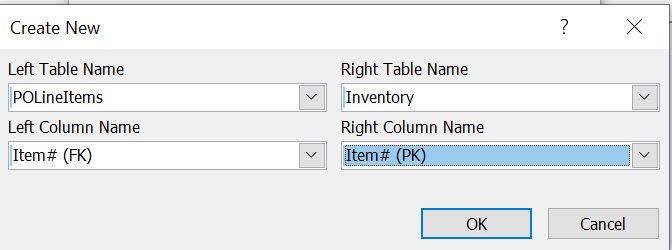 Create New
?
Left Table Name
Right Table Name
POLineItems
Inventory
Left Column Name
Right Column Name
Item# (FK)
Item# (PK)
OK
Cancel